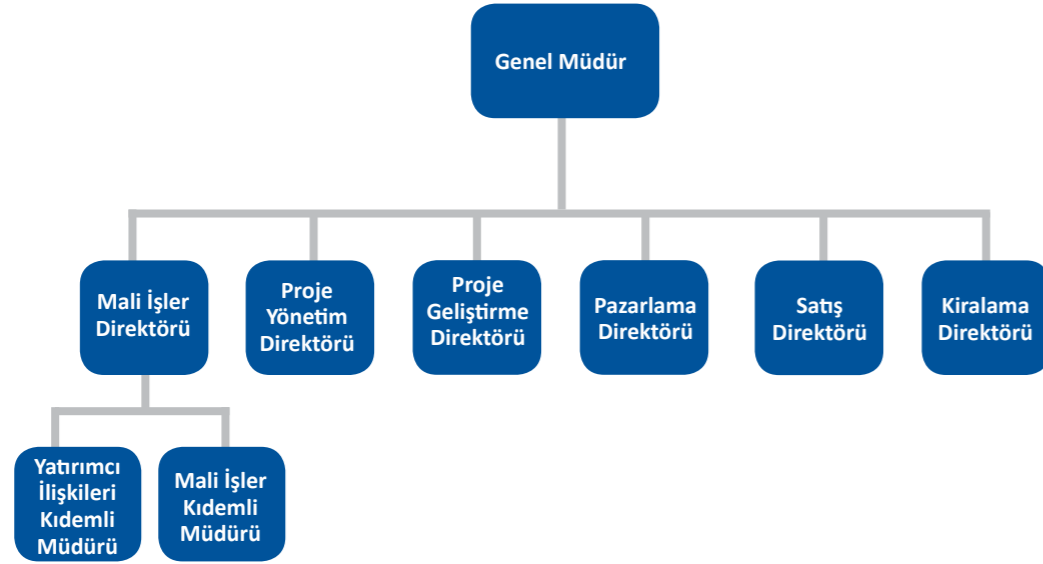 Genel Müdür
Mali İşler
Direktörü
Proje
Yönetim
Direktörü
Proje
Geliştirme
Direktörü
Pazarlama
Direktörü
Satış
Direktörü
Kiralama
Direktörü
Yatırımcı
İlişkileri
Kıdemli
Müdürü
Mali İşler
Kıdemli
Müdürü